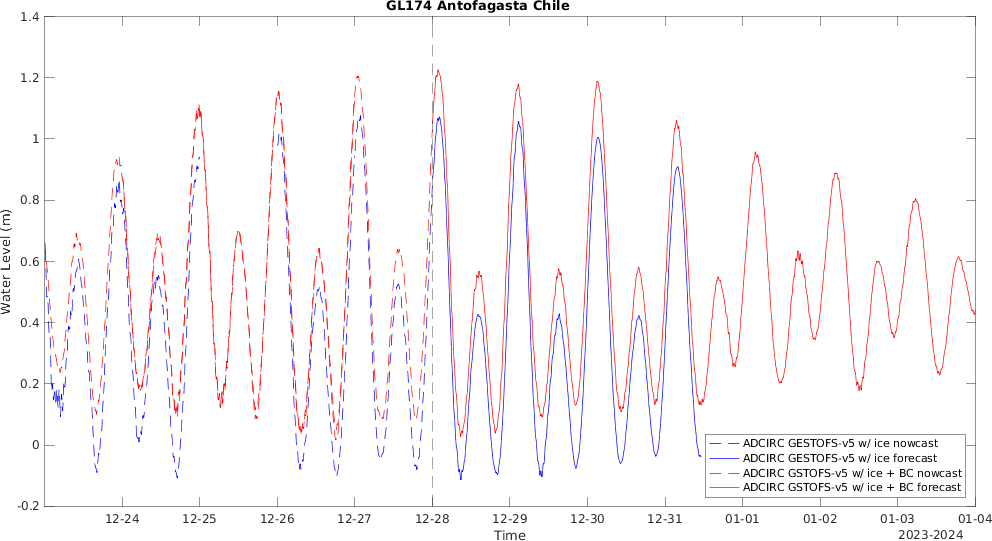 GL174 Antofagasta Chile
1.4
1.2
1
0.8
0.6
0.4
0.2
0
-0.2
Water Level (m)
ADCIRC GESTOFS-v5 w/ ice nowcast
ADCIRC GESTOFS-v5 w/ ice forecast
ADCIRC GSTOFS-v5 w/ ice + BC nowcast
ADCIRC GSTOFS-v5 w/ ice + BC forecast
12-24 12-25 12-26 12-27 12-28 12-29 12-30 12-31 01-01 01-02 01-03 01-04
Time
2023-2024